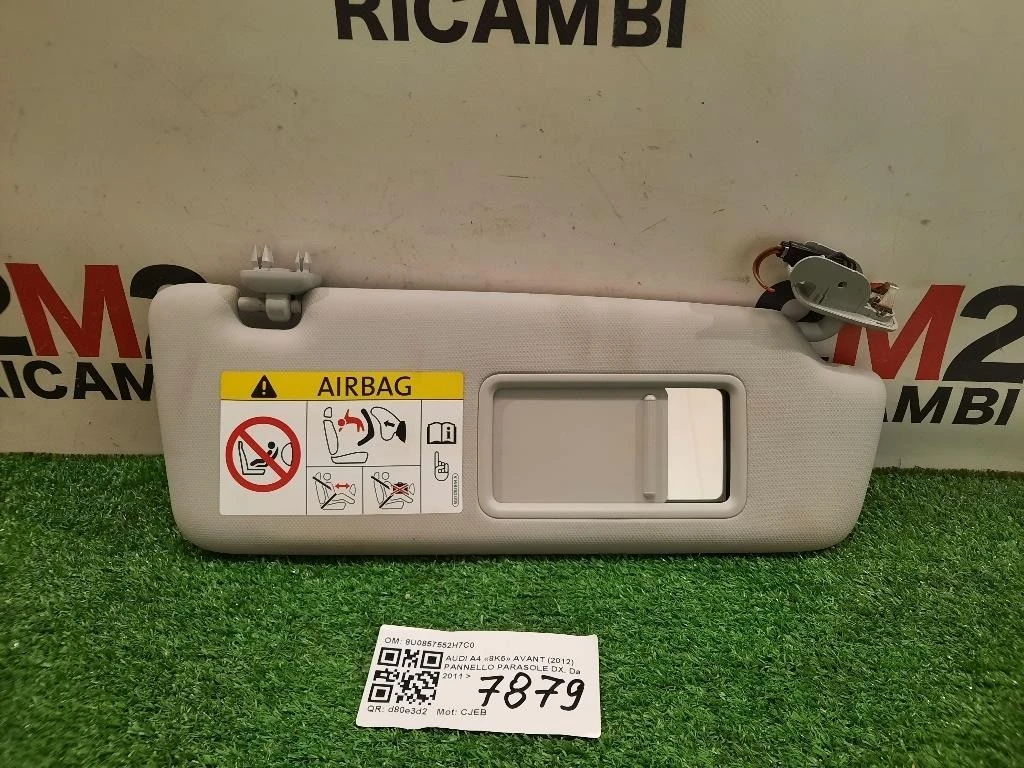 RICAMBI
2M2
RICAMBI
M2
AMBI
AIRBAG
OM: 8U0857552H7C0
AUDI A4 «8K5» AVANT (2012)
PANNELLO PARASOLE DX. Da
2011 >
7879
QR: d80e3d2 Mot: CJEB